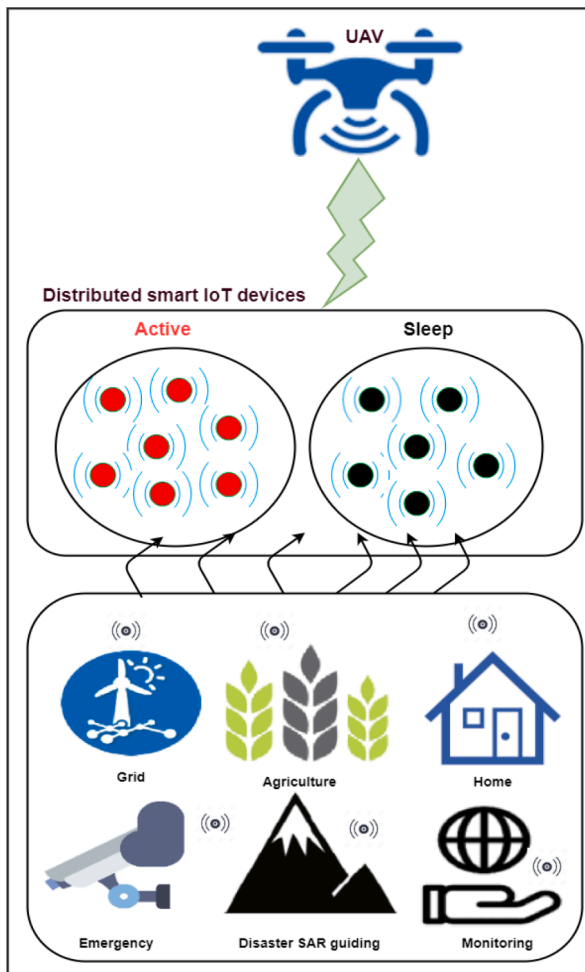 UAV
Distributed smart IoT devices
Active
Sleep
Grid
Agriculture
Home
Emergency
Disaster SAR guiding
Monitoring